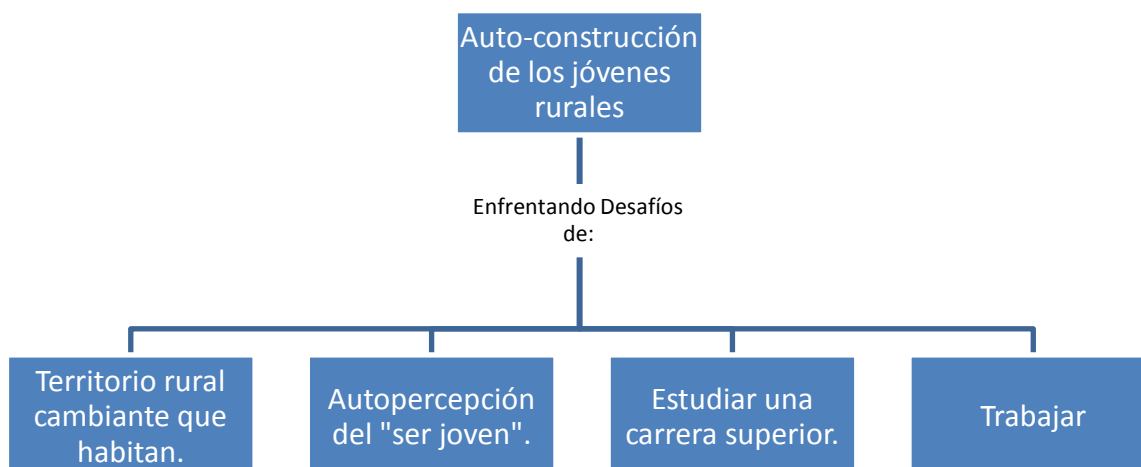 Auto-construcción
de los jóvenes
rurales
Enfrentando Desafíos
de:
Territorio rural
cambiante que
habitan.
Autopercepción
del "ser joven".
Estudiar una
carrera superior.
Trabajar